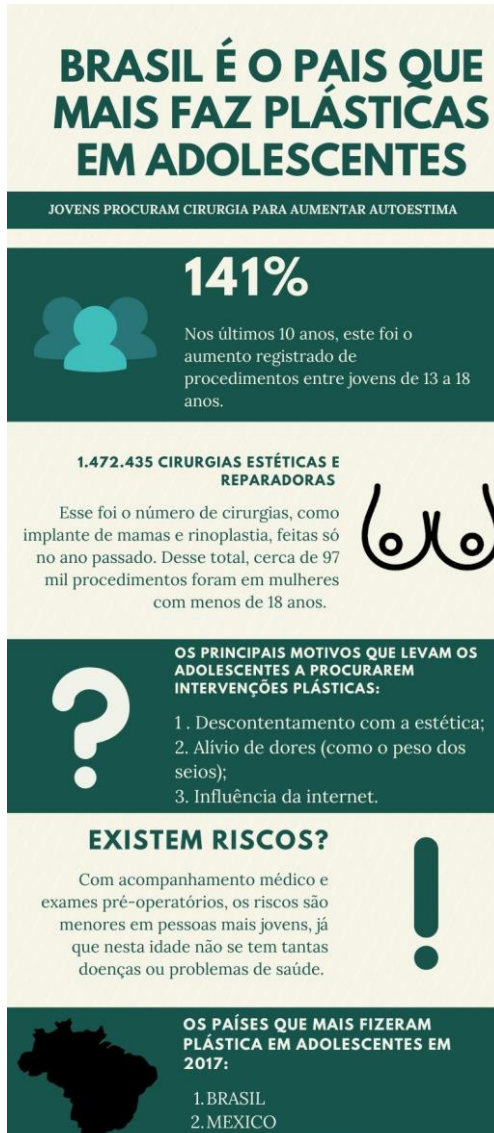 BRASIL É O PAIS QUE
MAIS FAZ PLÁSTICAS
EM ADOLESCENTES
JOVENS PROCURAM CIRURGIA PARA AUMENTAR AUTOESTIMA
141%
Nos últimos 10 anos, este foi o
aumento registrado de
procedimentos entre jovens de 13 a 18
anos.
1.472.435 CIRURGIAS ESTÉTICAS E
REPARADORAS
Esse foi o número de cirurgias, como
implante de mamas e rinoplastia, feitas só
no ano passado. Desse total, cerca de 97
mil procedimentos foram em mulheres
com menos de 18 anos.
OS PRINCIPAIS MOTIVOS QUE LEVAM OS
ADOLESCENTES A PROCURAREM
INTERVENÇÕES PLÁSTICAS:
1 . Descontentamento com a estética;
2. Alívio de dores (como o peso dos
seios);
3. Influência da internet.
EXISTEM RISCOS?
Com acompanhamento médico e
exames pré-operatórios, os riscos são
menores em pessoas mais jovens, já
que nesta idade não se tem tantas
doenças ou problemas de saúde.
OS PAÍSES QUE MAIS FIZERAM
PLÁSTICA EM ADOLESCENTES EM
2017:
1. BRASIL
2. MEXICO